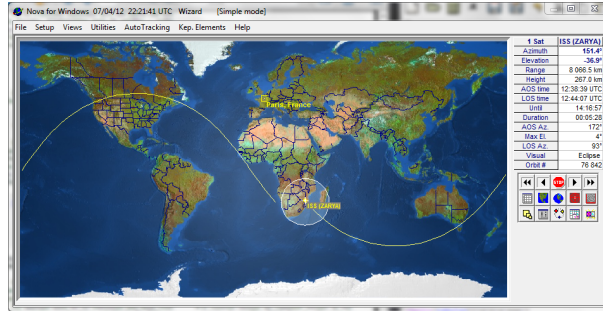 Nova for Windows 07/04/12 22:21:41 UTC Wizard [Simple mode]
File Setup Views Utilities AutoTracking Kep. Elements Help
Paris, France
ISS (ZARYA)
1 Sat ISS (ZARYA)
Azimuth 151.4°
Elevation -36.9°
Range 8 066.5 km
Height 267.0 km
AOS time 12:38:39 UTC
LOS time 12:44:07 UTC
Until 14:16:57
Duration 00:05:28
AOS Az. 172°
Max El. 4°
LOS Az. 93°
Visual Eclipse
Orbit # 76 842
STOP